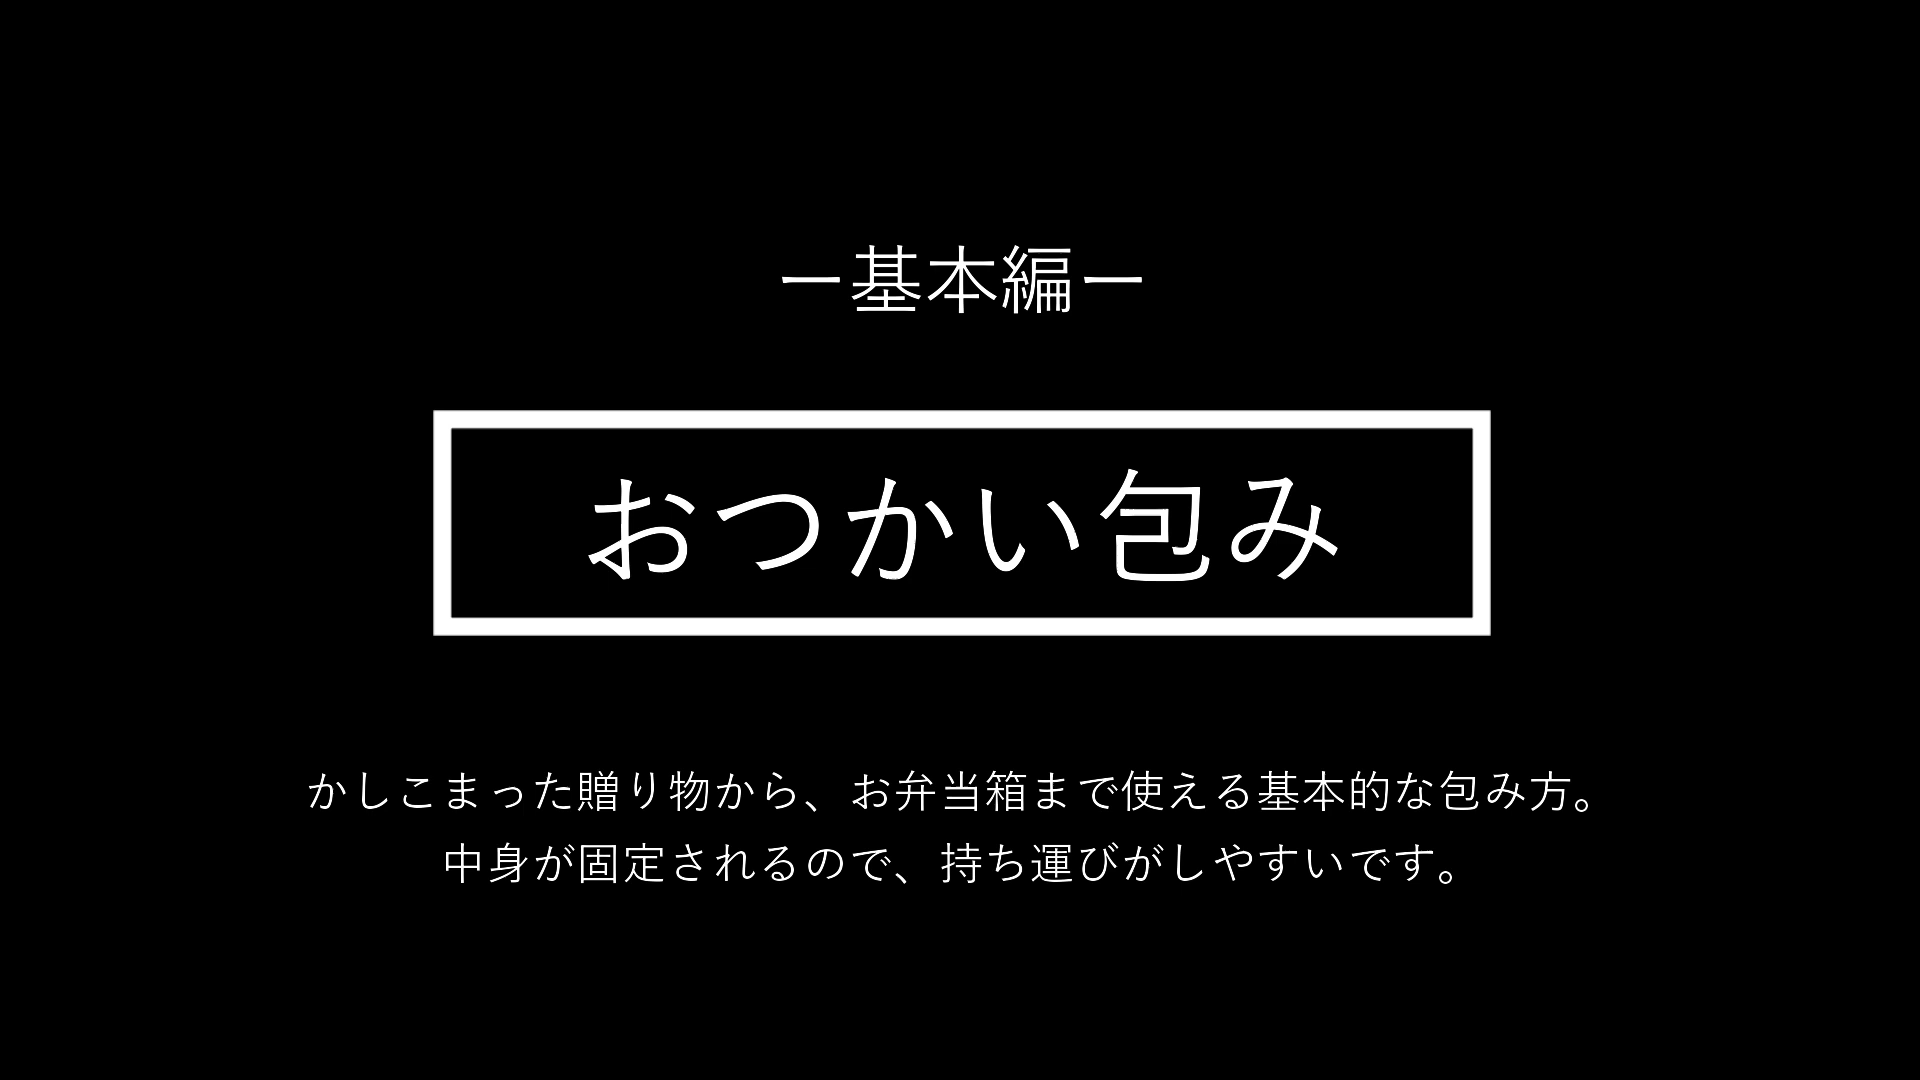 ー基本編ー
おつかい包み
かしこまった贈り物から、お弁当箱まで使える基本的な包み方。
中身が固定されるので、持ち運びがしやすいです。